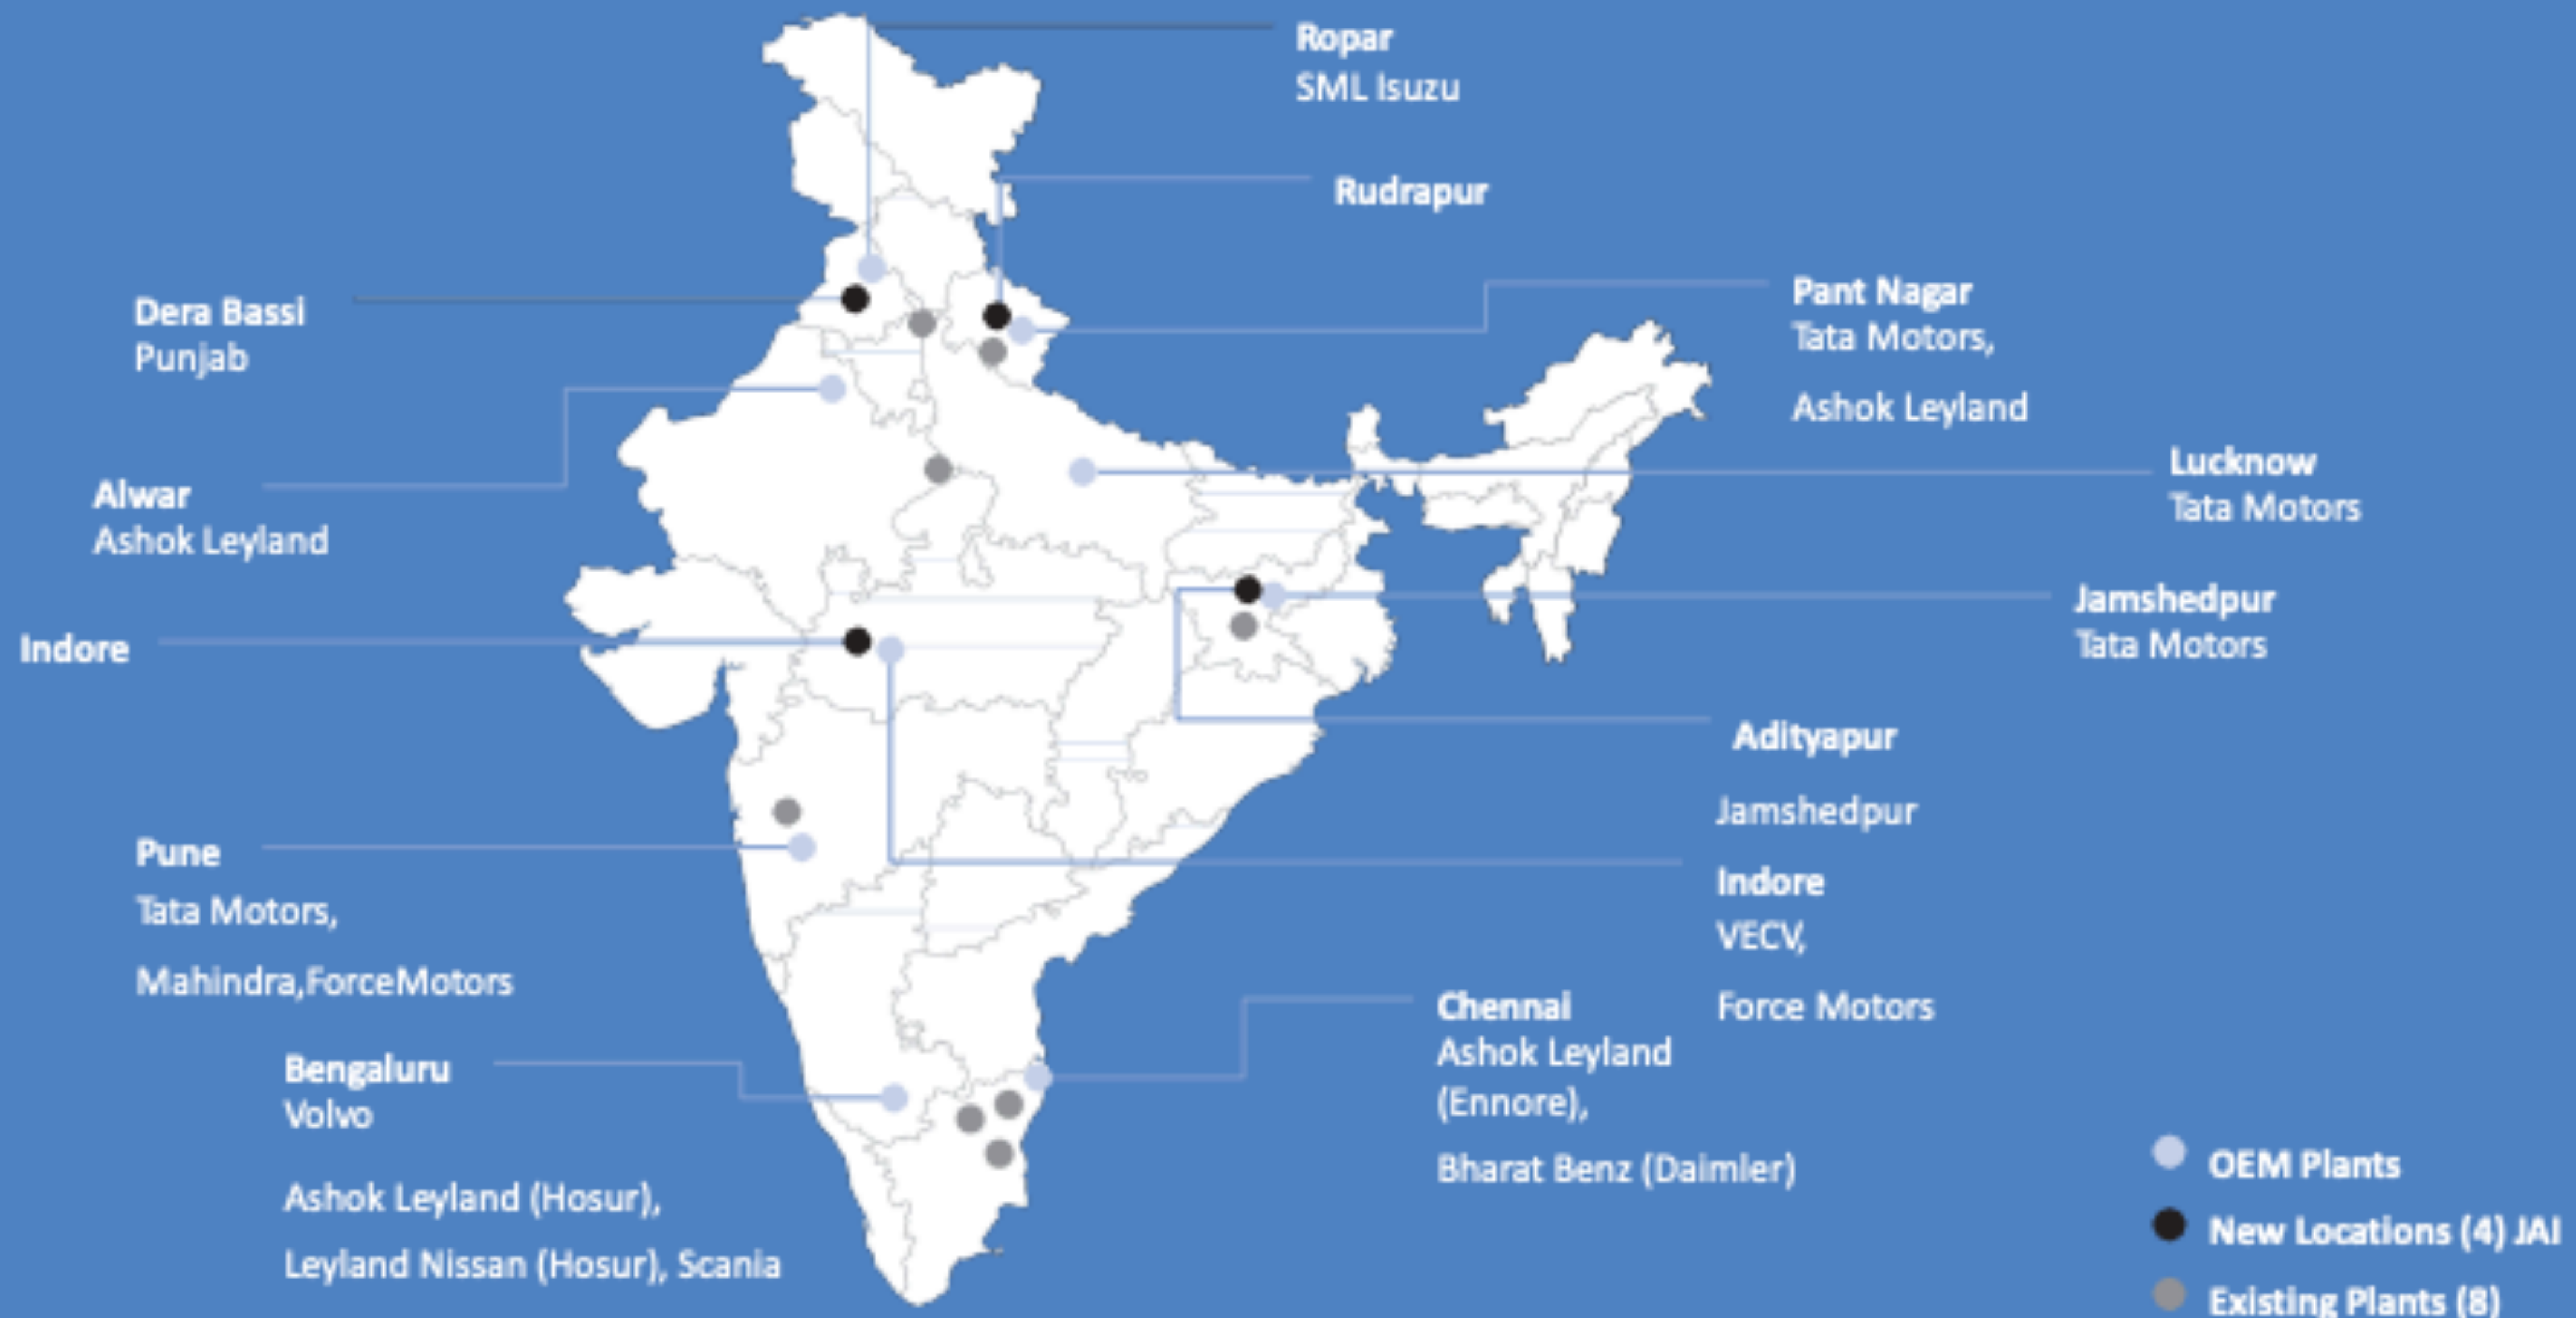 Ropar
SML Isuzu
Rudrapur
Dera Bassi
Punjab
Pant Nagar
Tata Motors,
Ashok Leyland
Alwar
Ashok Leyland
Lucknow
Tata Motors
Indore
Jamshedpur
Tata Motors
Adityapur
Jamshedpur
Pune
Tata Motors,
Mahindra,ForceMotors
Indore
VECV,
Force Motors
Bengaluru
Volvo
Ashok Leyland (Hosur),
Leyland Nissan (Hosur), Scania
Chennai
Ashok Leyland
(Ennore),
Bharat Benz (Daimler)
OEM Plants
New Locations (4) JAI
Existing Plants (8)